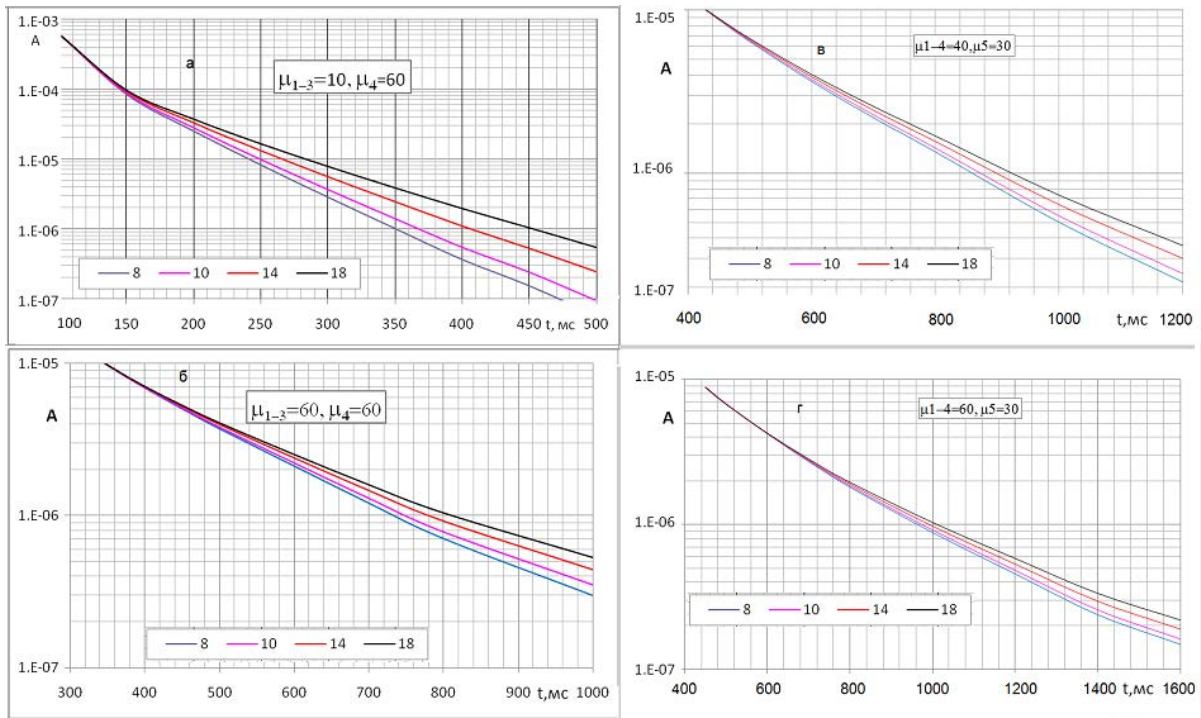 1.E-03
А
а
μ1–3=10, μ4=60
1.E-04
1.E-05
1.E-06
8 10 14 18
1.E-07
100 150 200 250 300 350 400 450 t, мс 500
1.E-05
А
в
μ1–4=40,μ5=30
1.E-06
8 10 14 18
1.E-07
400 600 800 1000 t,мс 1200
1.E-05
б
А
μ1–3=60, μ4=60
1.E-06
8 10 14 18
1.E-07
300 400 500 600 700 800 900 t,мс 1000
1.E-05
А
г
μ1–4=60,μ5=30
1.E-06
8 10 14 18
1.E-07
400 600 800 1000 1200 1400 t,мс 1600